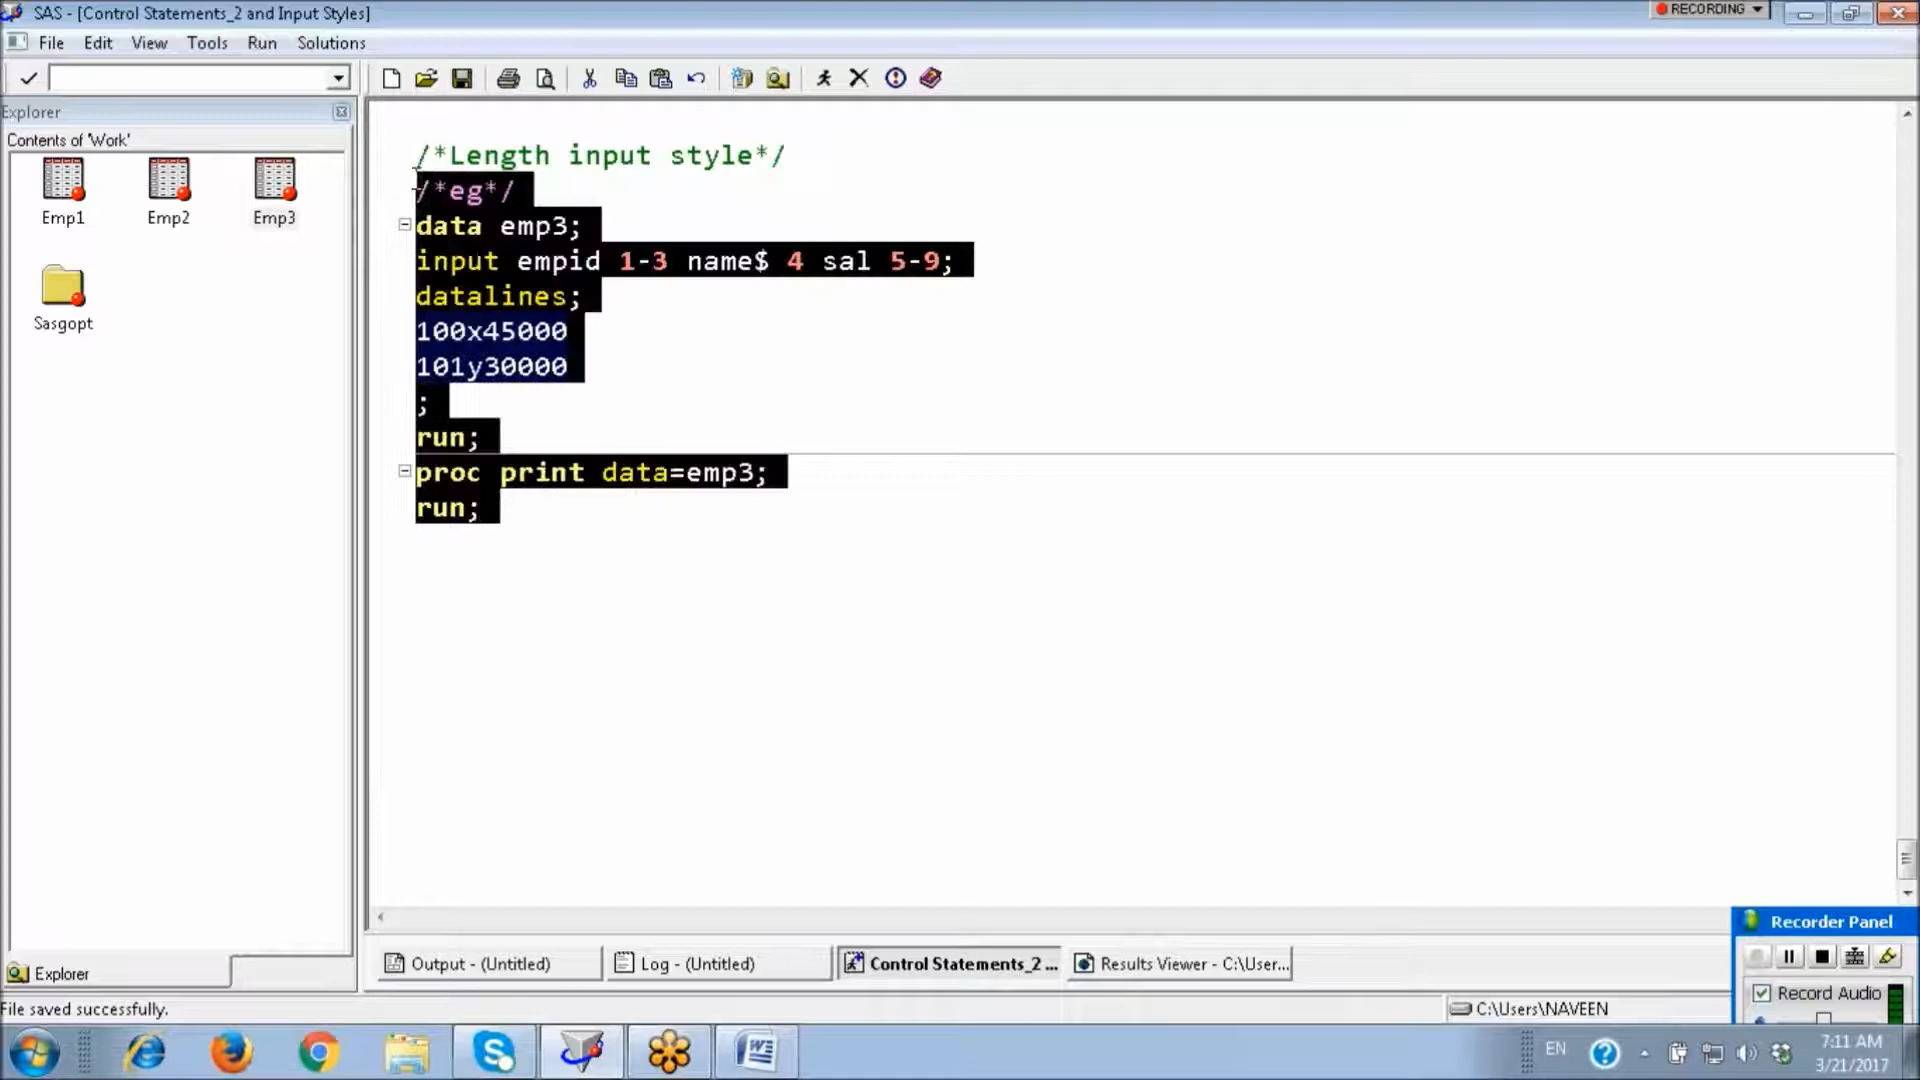 SAS - [Control Statements_2 and Input Styles]
RECORDING
File Edit View Tools Run Solutions
Explorer
Contents of 'Work'
Emp1 Emp2 Emp3
Sasgopt
/*Length input style*/
/*eg*/
data emp3;
input empid 1-3 name$ 4 sal 5-9;
datalines;
100x45000
101y30000
;
run;
proc print data=emp3;
run;
Recorder Panel
Record Audio
Explorer
Output - (Untitled) Log - (Untitled) Control Statements_2 ... Results Viewer - C:\User...
File saved successfully.
C:\Users\NAVEEN
EN
7:11 AM
3/21/2017